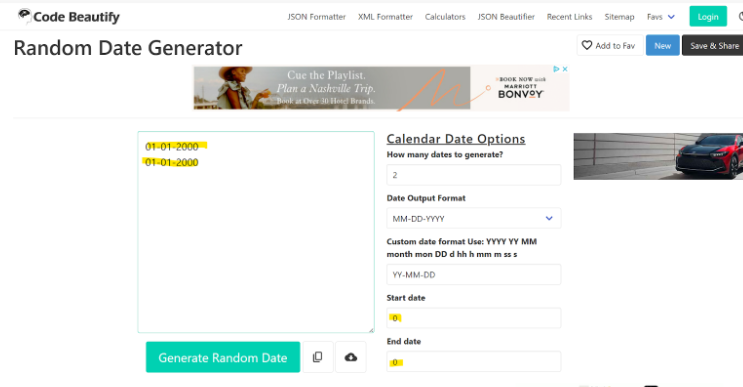 Code Beautify
JSON Formatter XML Formatter Calculators JSON Beautifier Recent Links Sitemap Favs Login
Random Date Generator
Add to Fav New Save & Share
Cue the Playlist.
Plan a Nashville Trip.
Book at Over 30 Hotel Brands.
BOOK NOW with
MARRIOTT
BONVOY
01-01-2000
01-01-2000
Calendar Date Options
How many dates to generate?
2
Date Output Format
MM-DD-YYYY
Custom date format Use: YYYY YY MM
month mon DD d hh h mm m ss s
YY-MM-DD
Start date
0
End date
0
Generate Random Date